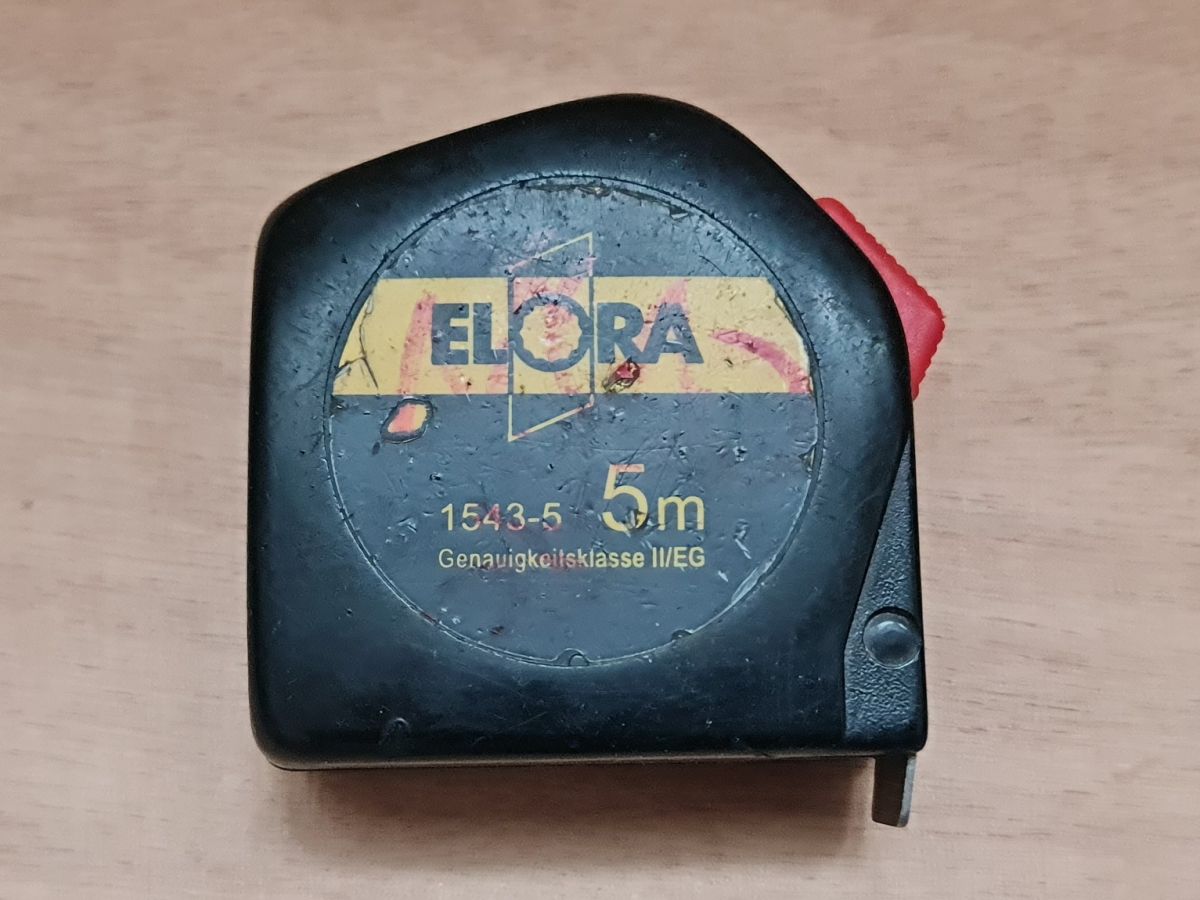 ELORA
1543-5 5m
Genauigkeitsklasse II/EG